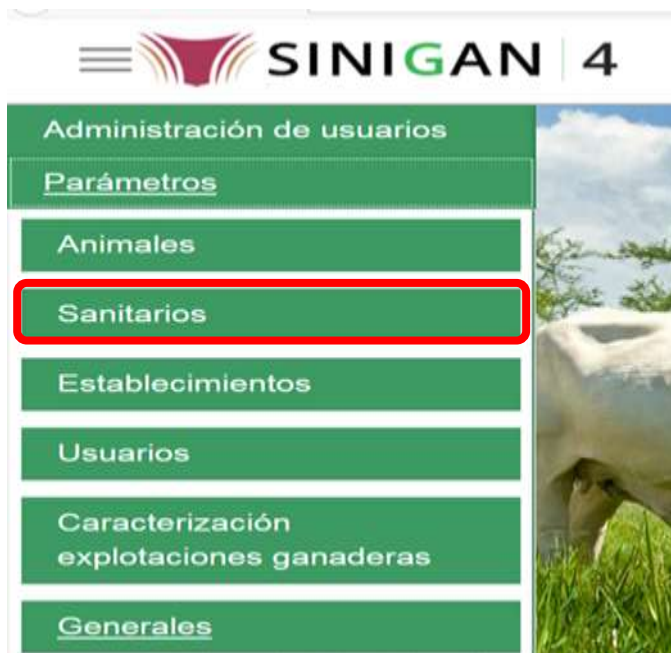 SINIGAN | 4
Administración de usuarios
Parámetros
Animales
Sanitarios
Establecimientos
Usuarios
Caracterización
explotaciones ganaderas
Generales